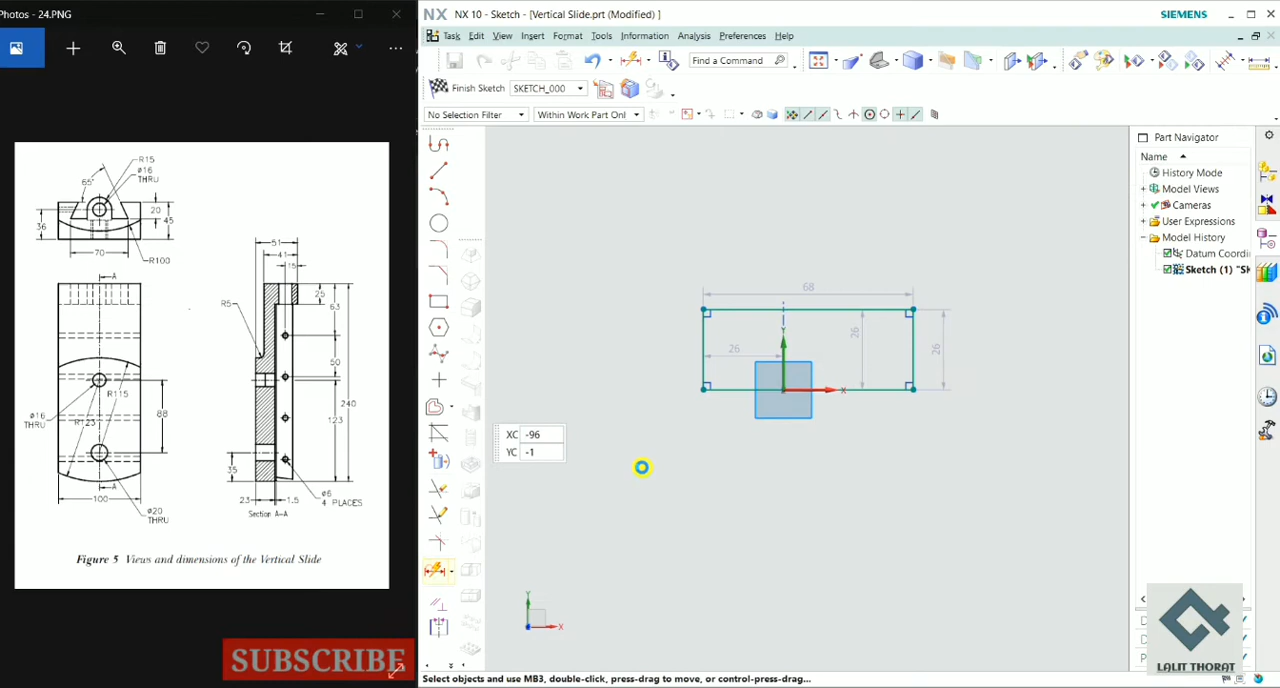 Photos - 24.PNG
R15
ø16
THRU
65°
20
45
36
70
R100
51
41
15
A
25
63
R5
50
R115
240
ø16
THRU
R123
88
123
35
A
100
ø20
THRU
23
1.5
ø6
4 PLACES
Section A-A
Figure 5 Views and dimensions of the Vertical Slide
SUBSCRIBE
NX NX 10 - Sketch - [Vertical Slide.prt (Modified) ]
SIEMENS
Task Edit View Insert Format Tools Information Analysis Preferences Help
Find a Command
Finish Sketch SKETCH_000
No Selection Filter Within Work Part Onl
68
26
26
26
Y
X
XC -96
YC -1
Y
X
Part Navigator
Name
History Mode
Model Views
Cameras
User Expressions
Model History
Datum Coordi
Sketch (1) "SK
LALIT THORAT
Select objects and use MB3, double-click, press-drag to move, or control-press-drag...